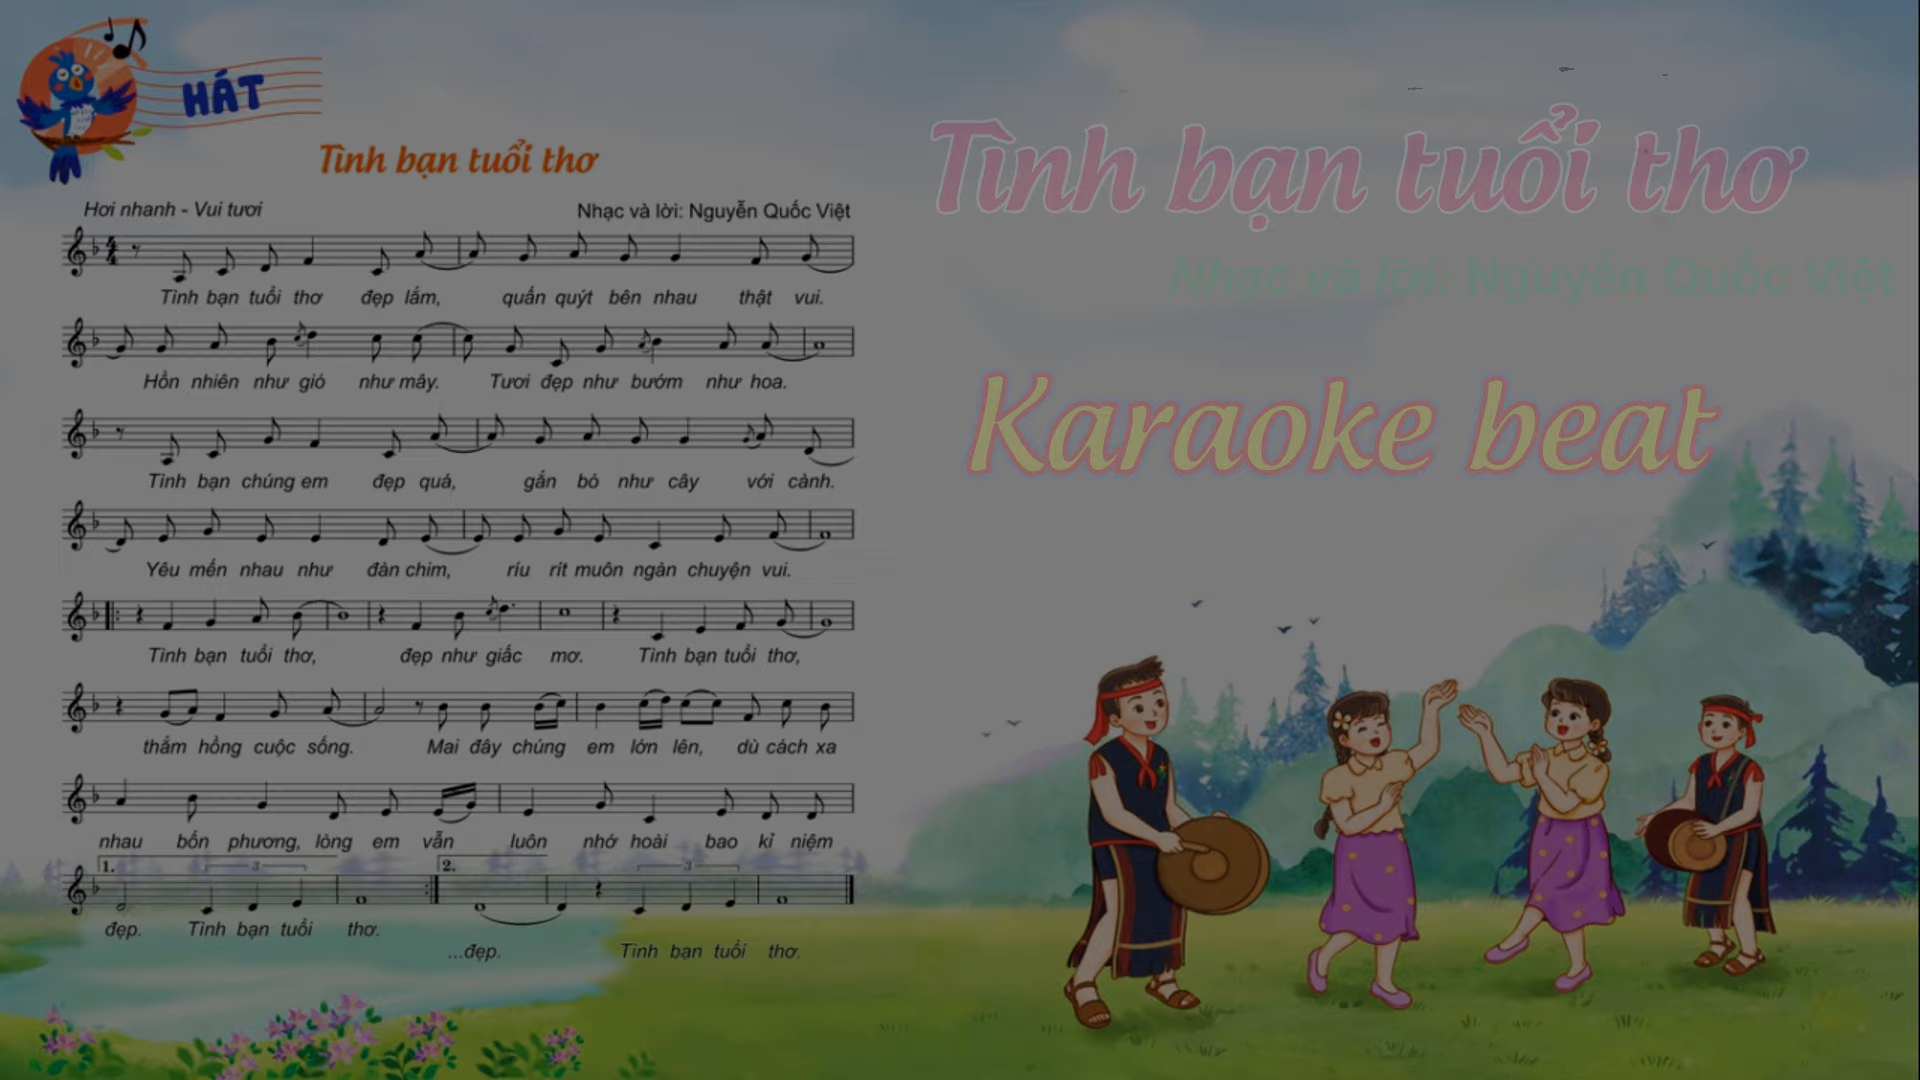 HÁT
Tình bạn tuổi thơ
Hơi nhanh - Vui tươi
Nhạc và lời: Nguyễn Quốc Việt
Tình bạn tuổi thơ đẹp lắm, quấn quýt bên nhau thật vui.
Hồn nhiên như gió như mây. Tươi đẹp như bướm như hoa.
Tình bạn chúng em đẹp quá, gắn bó như cây với cành.
Yêu mến nhau như đàn chim, ríu rít muôn ngàn chuyện vui.
Tình bạn tuổi thơ, đẹp như giấc mơ. Tình bạn tuổi thơ,
thắm hồng cuộc sống. Mai đây chúng em lớn lên, dù cách xa
nhau bốn phương, lòng em vẫn luôn nhớ hoài bao kỉ niệm
1. 3 2. 3
đẹp. Tình bạn tuổi thơ.
...đẹp. Tình bạn tuổi thơ.
Tình bạn tuổi thơ
Nhạc và lời: Nguyễn Quốc Việt
Karaoke beat